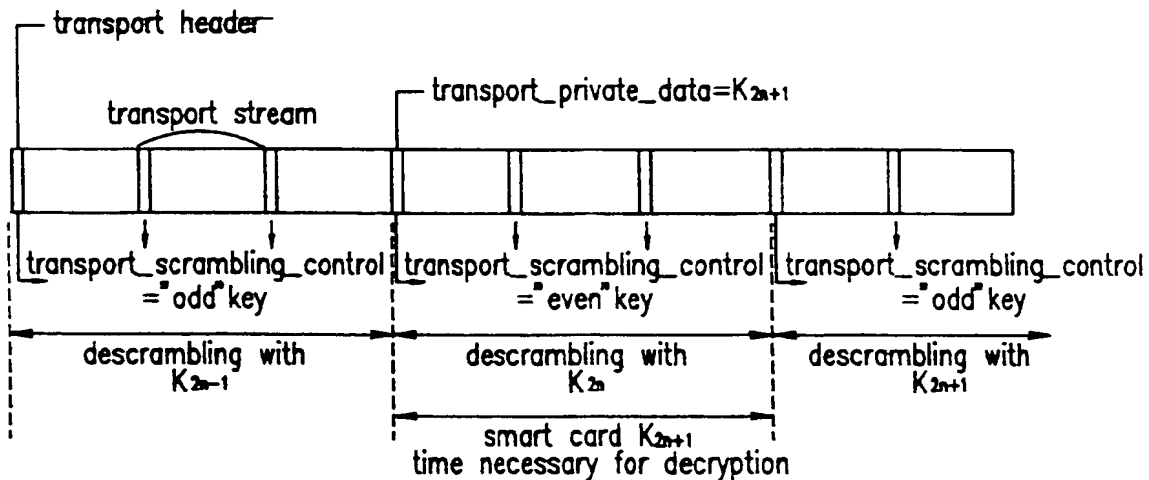 transport header
transport_private_data=K2n+1
transport stream
transport_scrambling_control
="odd" key
transport_scrambling_control
="even" key
transport_scrambling_control
="odd" key
descrambling with
K2n-1
descrambling with
K2n
descrambling with
K2n+1
smart card K2n+1
time necessary for decryption